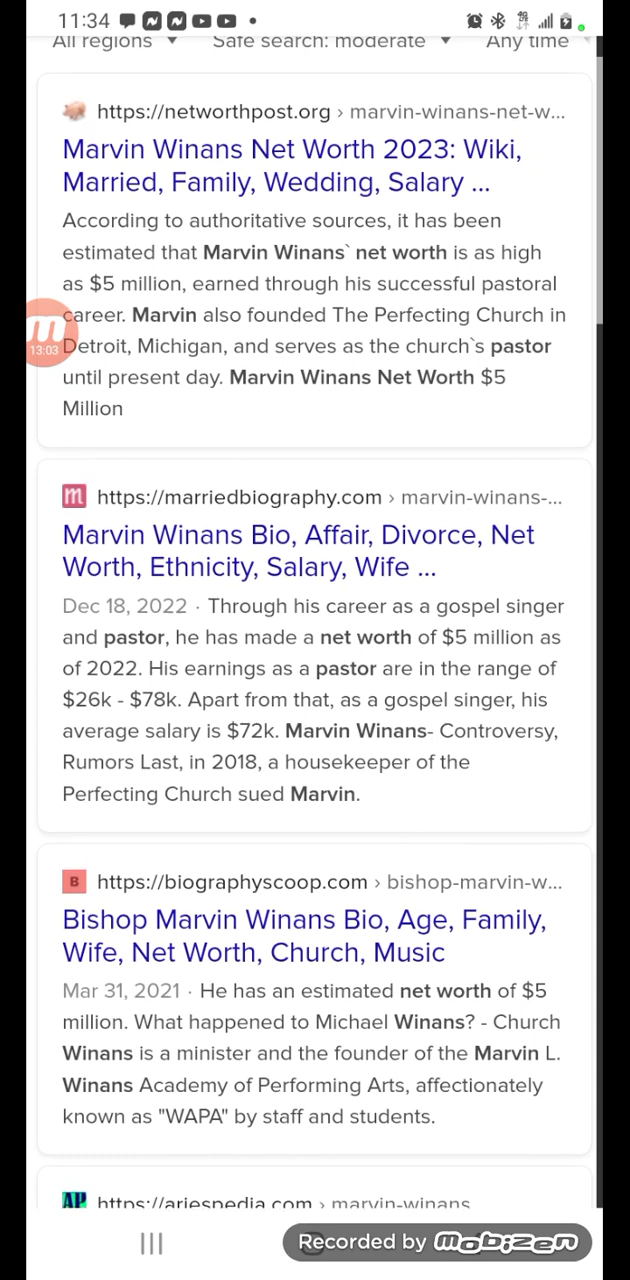 11:34
4G
All regions ▼ Safe search: moderate ▼ Any time
https://networthpost.org › marvin-winans-net-w...
Marvin Winans Net Worth 2023: Wiki,
Married, Family, Wedding, Salary ...
According to authoritative sources, it has been
estimated that Marvin Winans` net worth is as high
as $5 million, earned through his successful pastoral
career. Marvin also founded The Perfecting Church in
m
13:03
Detroit, Michigan, and serves as the church`s pastor
until present day. Marvin Winans Net Worth $5
Million
m https://marriedbiography.com › marvin-winans-...
Marvin Winans Bio, Affair, Divorce, Net
Worth, Ethnicity, Salary, Wife ...
Dec 18, 2022 · Through his career as a gospel singer
and pastor, he has made a net worth of $5 million as
of 2022. His earnings as a pastor are in the range of
$26k - $78k. Apart from that, as a gospel singer, his
average salary is $72k. Marvin Winans- Controversy,
Rumors Last, in 2018, a housekeeper of the
Perfecting Church sued Marvin.
B https://biographyscoop.com › bishop-marvin-w...
Bishop Marvin Winans Bio, Age, Family,
Wife, Net Worth, Church, Music
Mar 31, 2021 · He has an estimated net worth of $5
million. What happened to Michael Winans? - Church
Winans is a minister and the founder of the Marvin L.
Winans Academy of Performing Arts, affectionately
known as "WAPA" by staff and students.
AP https://ariespedia.com › marvin-winans
Recorded by mobizen